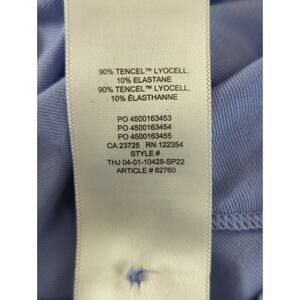 90% TENCEL™ LYOCELL,
10% ELASTANE
90% TENCEL™ LYOCELL,
10% ÉLASTHANNE
PO 4500163453
PO 4500163454
PO 4500163455
CA 23725 RN 122354
STYLE #
THJ 04-01-10428-SP22
ARTICLE # 82760